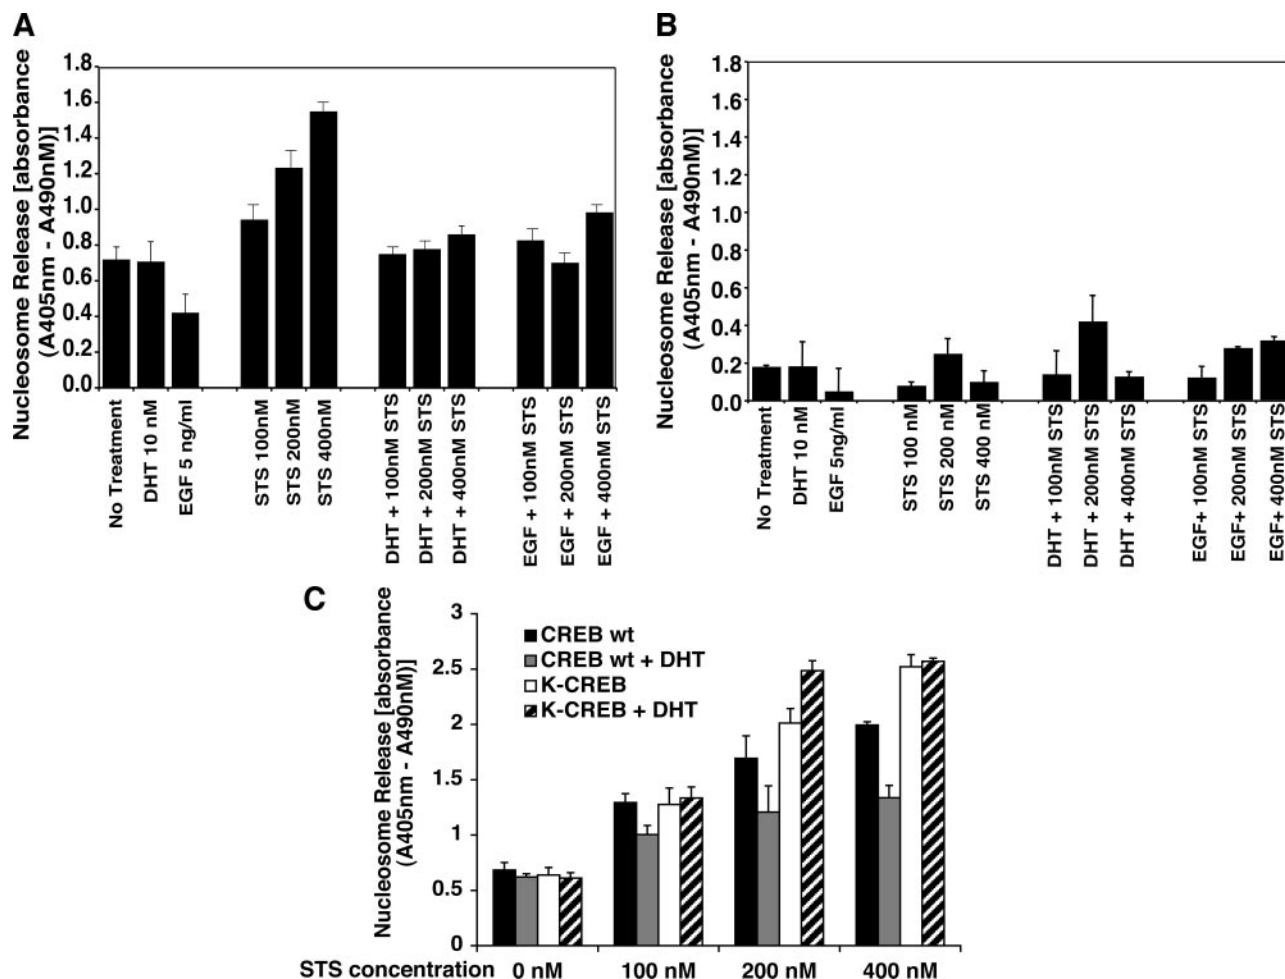 A
Nucleosome Release [absorbance
(A405nm - A490nM)]
1.8
1.6
1.4
1.2
1.0
0.8
0.6
0.4
0.2
0.0
No Treatment
DHT 10 nM
EGF 5 ng/ml
STS 100nM
STS 200nM
STS 400nM
DHT + 100nM STS
DHT + 200nM STS
DHT + 400nM STS
EGF + 100nM STS
EGF + 200nM STS
EGF + 400nM STS
B
Nucleosome Release [absorbance
(A405nm - A490nM)]
1.8
1.6
1.4
1.2
1.0
0.8
0.6
0.4
0.2
0.0
No Treatment
DHT 10 nM
EGF 5ng/ml
STS 100 nM
STS 200 nM
STS 400 nM
DHT + 100nM STS
DHT + 200nM STS
DHT + 400nM STS
EGF+ 100nM STS
EGF+ 200nM STS
EGF+ 400nM STS
C
Nucleosome Release [absorbance
(A405nm - A490nM)]
3
2.5
2
1.5
1
0.5
0
CREB wt
CREB wt + DHT
K-CREB
K-CREB + DHT
STS concentration 0 nM 100 nM 200 nM 400 nM